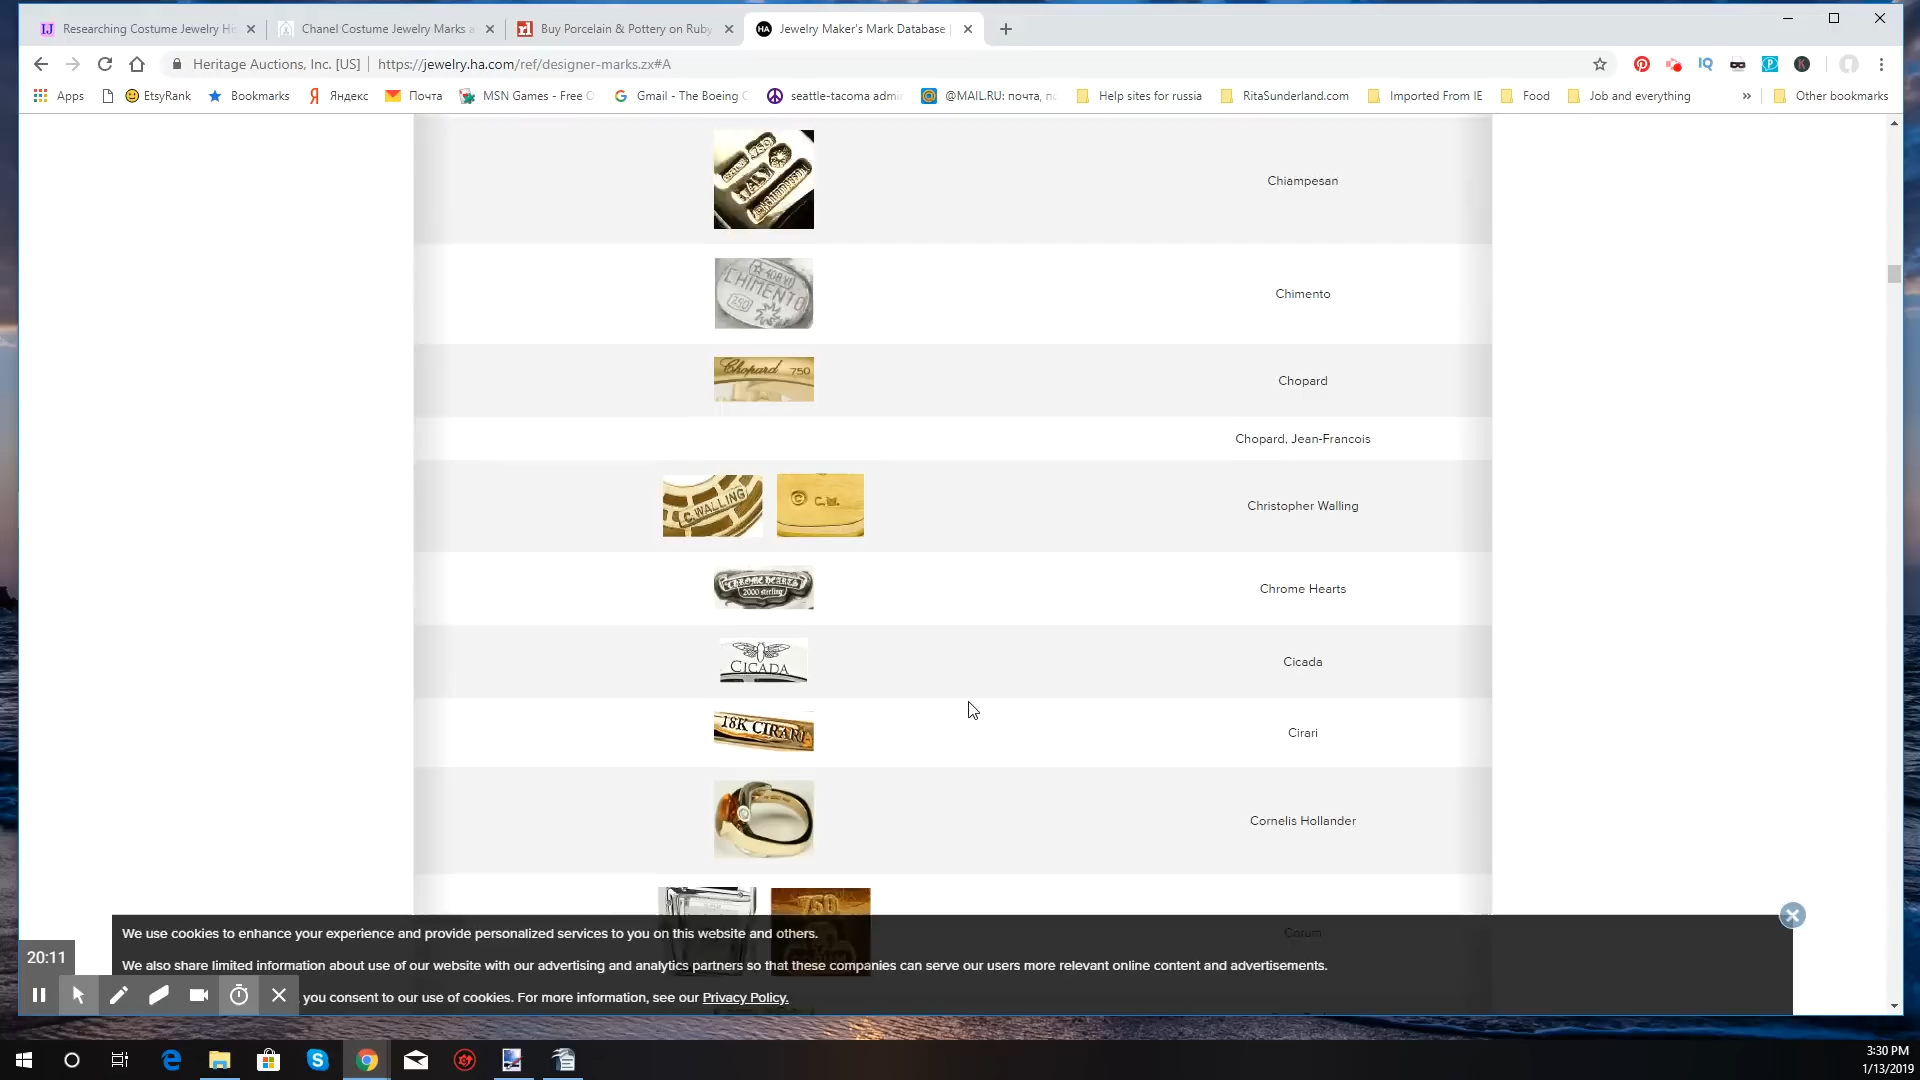 Researching Costume Jewelry Hi
Chanel Costume Jewelry Marks a
Buy Porcelain & Pottery on Ruby
Jewelry Maker's Mark Database |
Heritage Auctions, Inc. [US] | https://jewelry.ha.com/ref/designer-marks.zx#A
Apps EtsyRank Bookmarks Яндекс Почта MSN Games - Free O Gmail - The Boeing C seattle-tacoma admin @MAIL.RU: почта, по Help sites for russia RitaSunderland.com Imported From IE Food Job and everything » Other bookmarks
750
ITALY
Chiampesan
CHIMENTO
750
Chimento
Chopard 750
Chopard
Chopard, Jean-Francois
C. WALLING
© C.W.
Christopher Walling
CHROME HEARTS
2000 sterling
Chrome Hearts
CICADA
Cicada
18K CIRARI
Cirari
Cornelis Hollander
750
Corum
We use cookies to enhance your experience and provide personalized services to you on this website and others.
We also share limited information about use of our website with our advertising and analytics partners so that these companies can serve our users more relevant online content and advertisements.
you consent to our use of cookies. For more information, see our Privacy Policy.
20:11
3:30 PM
1/13/2019